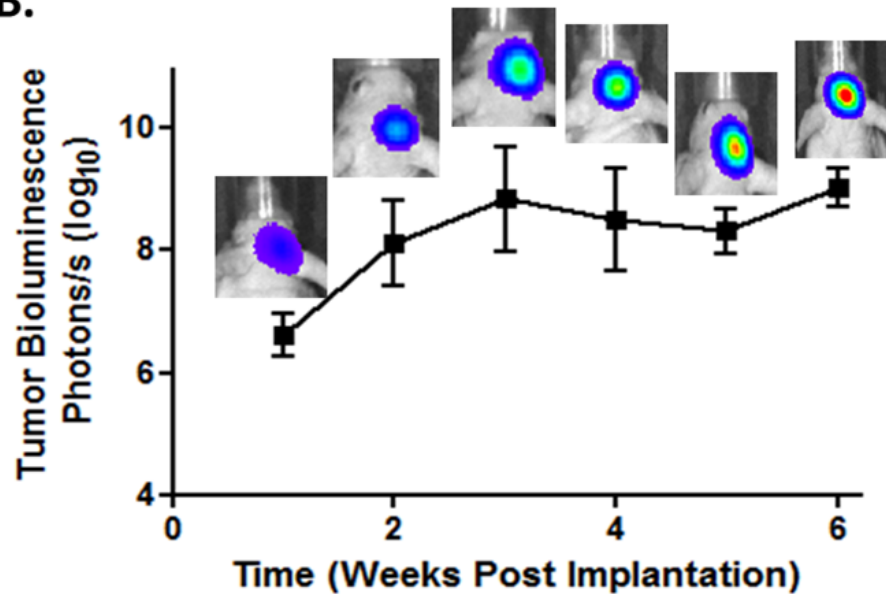 B.
Tumor Bioluminescence
Photons/s (log10)
10
8
6
4
0 2 4 6
Time (Weeks Post Implantation)